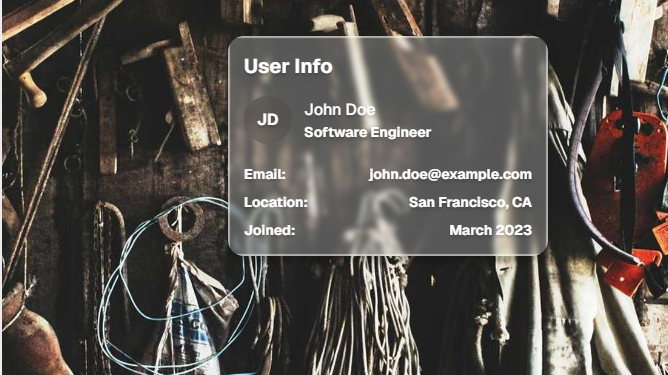 User Info
JD
John Doe
Software Engineer
Email: john.doe@example.com
Location: San Francisco, CA
Joined: March 2023